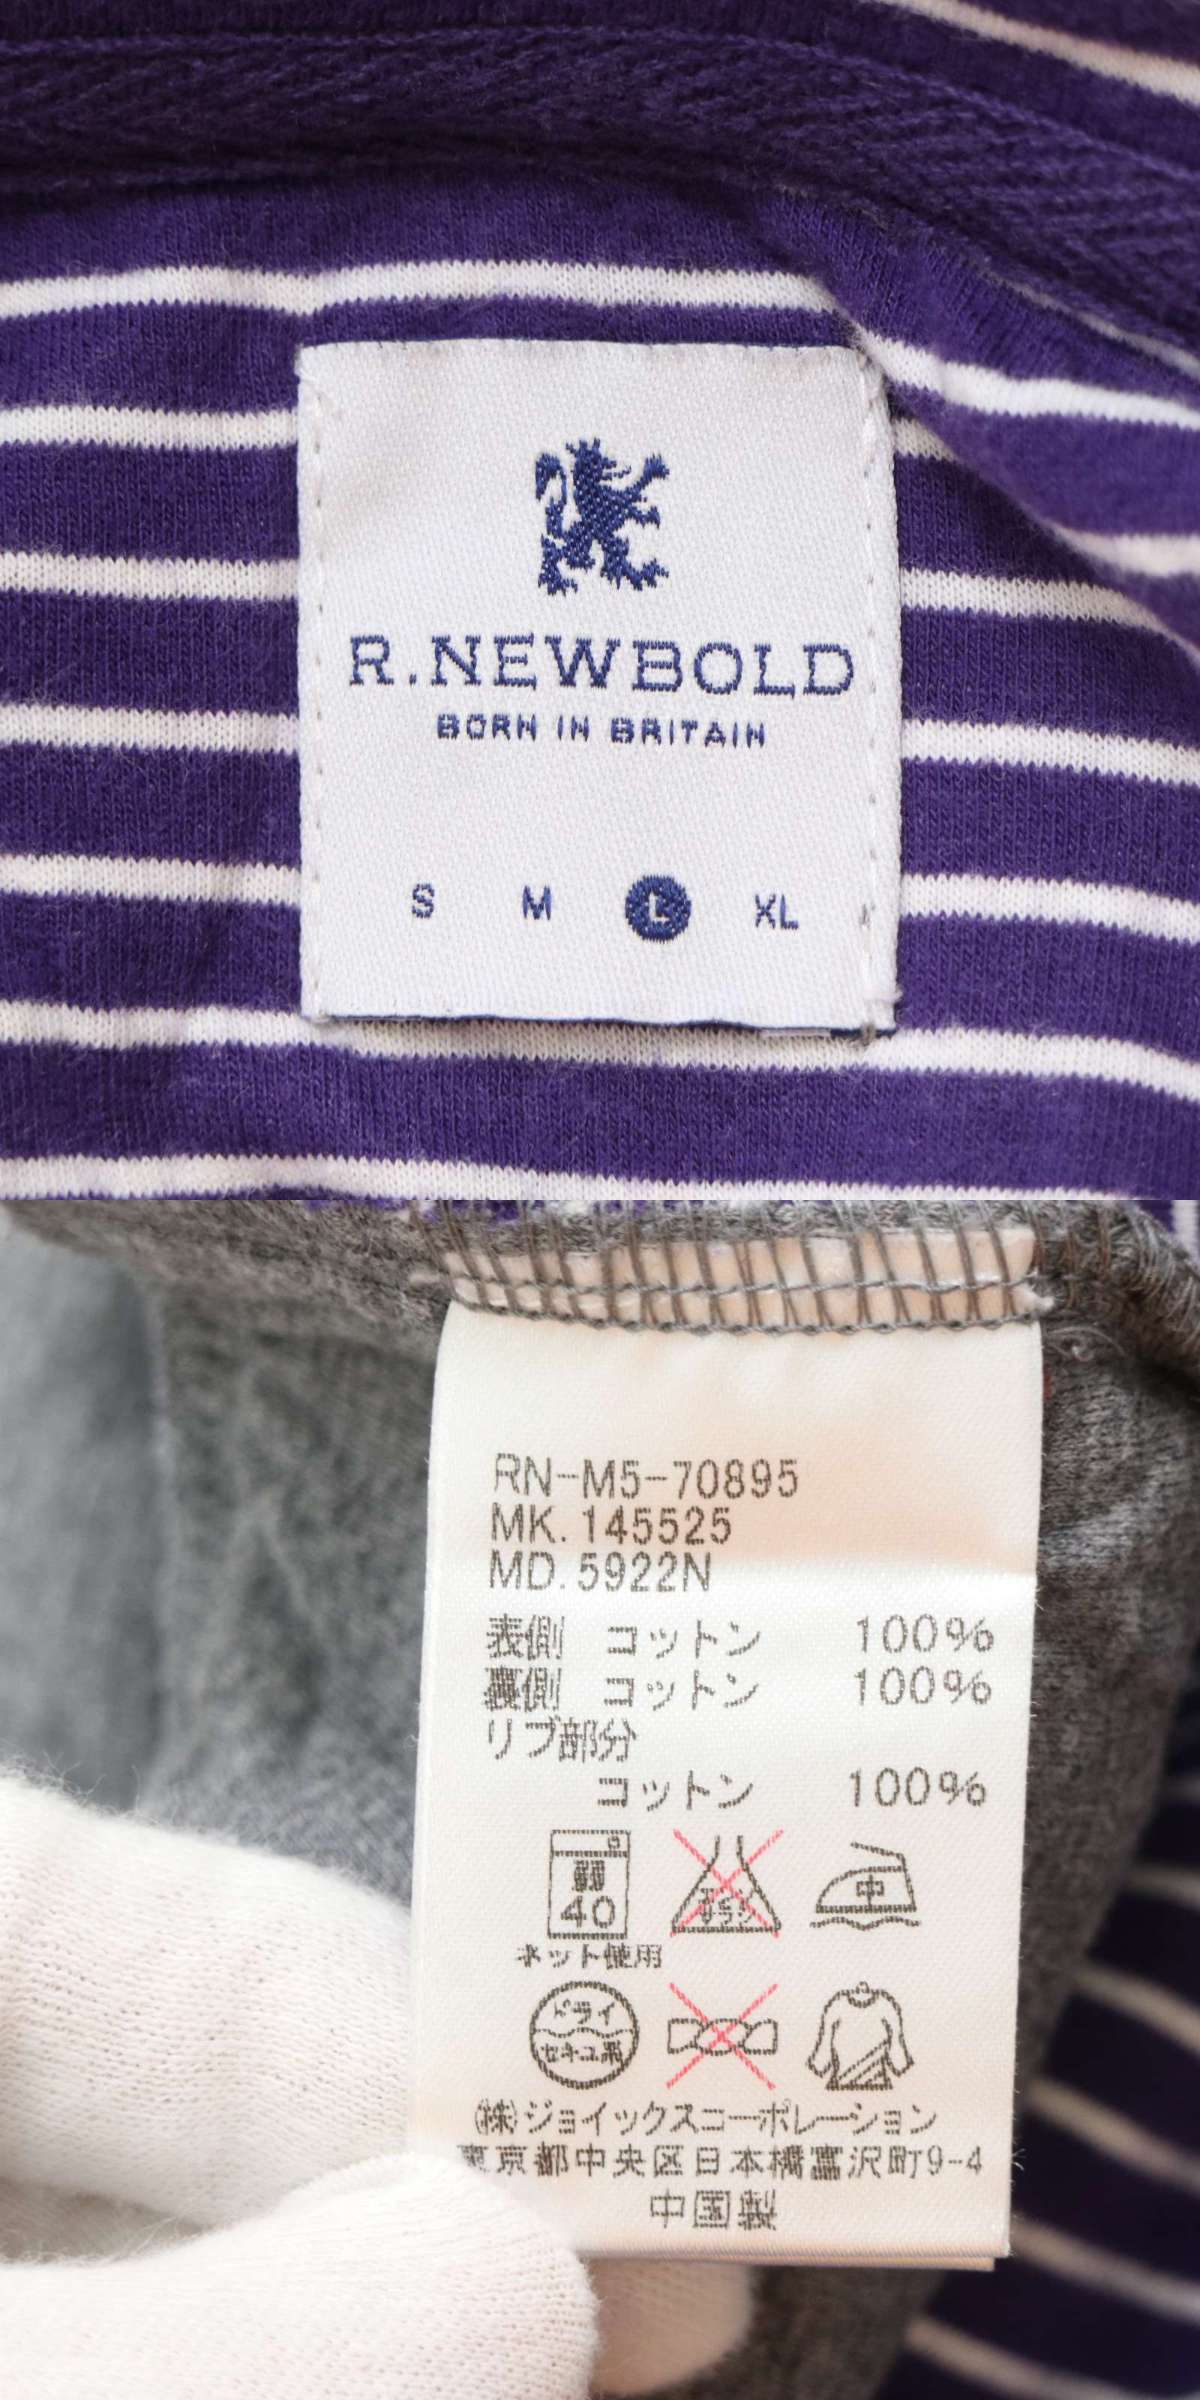 R.NEWBOLD
BORN IN BRITAIN
S M L XL
RN-M5-70895
MK.145525
MD.5922N
表側 コットン 100%
裏側 コットン 100%
リブ部分
コットン 100%
中
40
ネット使用
ドライ
セキユ系
㈱ジョイックスコーポレーション
東京都中央区日本橋富沢町9-4
中国製